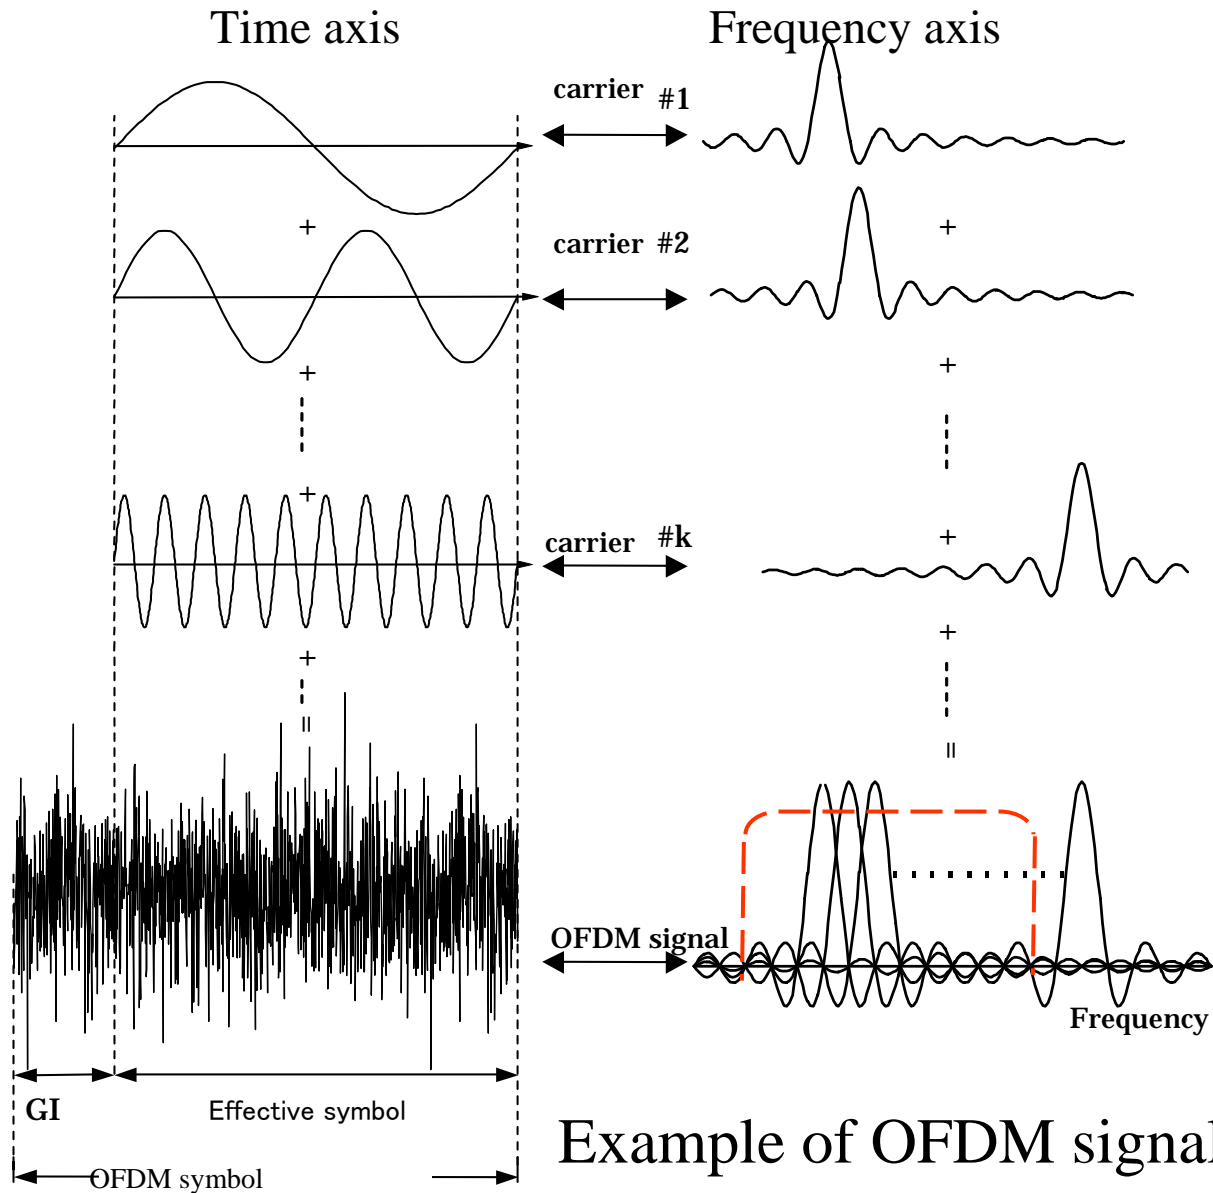 Time axis
Frequency axis
carrier #1
+
+
carrier #2
+
+
+
+
carrier #k
+
+
=
=
OFDM signal
Frequency
GI
Effective symbol
Example of OFDM signal
OFDM symbol